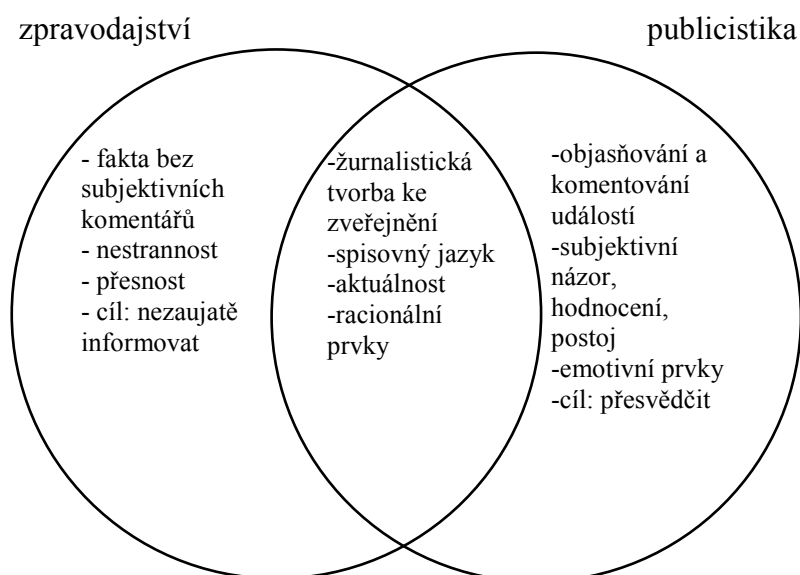 zpravodajství
publicistika
- fakta bez
subjektivních
komentářů
- nestrannost
- přesnost
- cíl: nezaujatě
informovat
-žurnalistická
tvorba ke
zveřejnění
-spisovný jazyk
-aktuálnost
-racionální
prvky
-objasňování a
komentování
událostí
-subjektivní
názor,
hodnocení,
postoj
-emotivní prvky
-cíl: přesvědčit